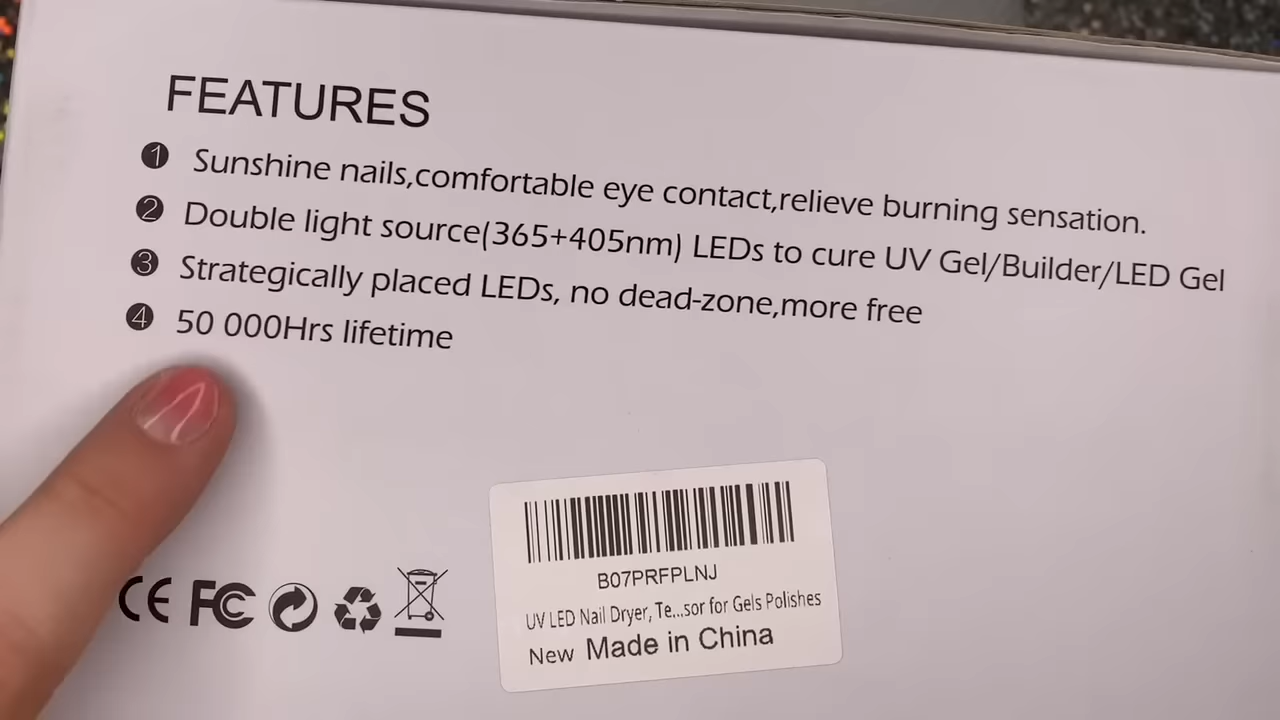 FEATURES
❶ Sunshine nails,comfortable eye contact,relieve burning sensation.
❷ Double light source(365+405nm) LEDs to cure UV Gel/Builder/LED Gel
❸ Strategically placed LEDs, no dead-zone,more free
❹ 50 000Hrs lifetime
CE FC
B07PRFPLNJ
UV LED Nail Dryer, Te...sor for Gels Polishes
New Made in China